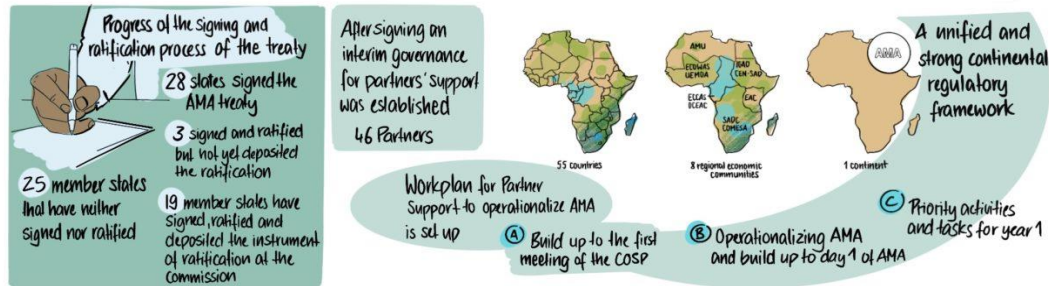 Progress of the signing and
ratification process of the treaty
28 states signed the
AMA treaty
3 signed and ratified
but not yet deposited
the ratification
25 member states
that have neither
signed nor ratified
19 member states have
signed, ratified and
deposited the instrument
of ratification at the
Commission
After signing an
interim governance
for partners' support
was established
46 Partners
55 countries
AMU
ECOWAS
UEMOA
IGAD
CEN-SAD
ECCAS
EAC
SADC
COMESA
8 regional economic
communities
AMA
1 continent
A unified and
strong continental
regulatory
framework
Workplan for Partner
Support to operationalize AMA
is set up
A Build up to the first
meeting of the COSP
B Operationalizing AMA
and build up to day 1 of AMA
C Priority activities
and tasks for year 1